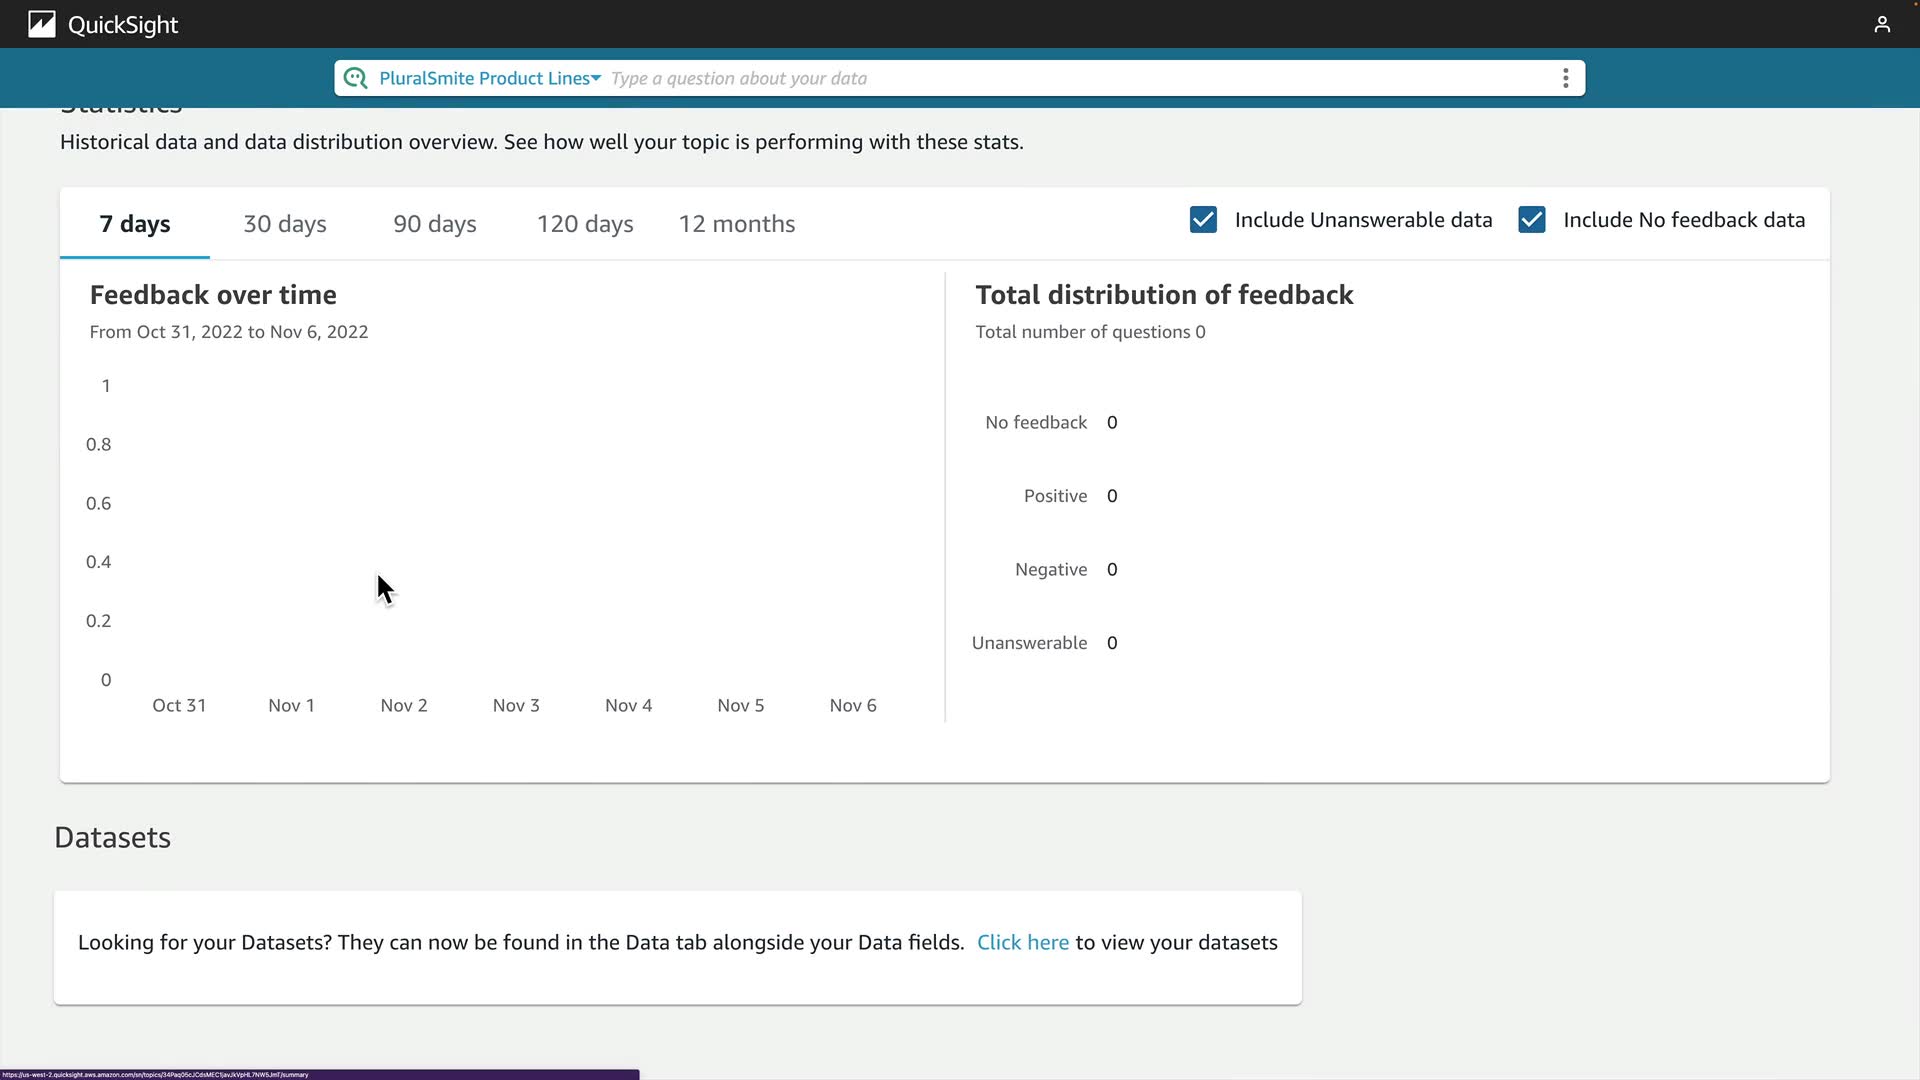 QuickSight
PluralSmite Product Lines Type a question about your data
Statistics
Historical data and data distribution overview. See how well your topic is performing with these stats.
7 days 30 days 90 days 120 days 12 months Include Unanswerable data Include No feedback data
Feedback over time
From Oct 31, 2022 to Nov 6, 2022
1
0.8
0.6
0.4
0.2
0
Oct 31 Nov 1 Nov 2 Nov 3 Nov 4 Nov 5 Nov 6
Total distribution of feedback
Total number of questions 0
No feedback 0
Positive 0
Negative 0
Unanswerable 0
Datasets
Looking for your Datasets? They can now be found in the Data tab alongside your Data fields. Click here to view your datasets